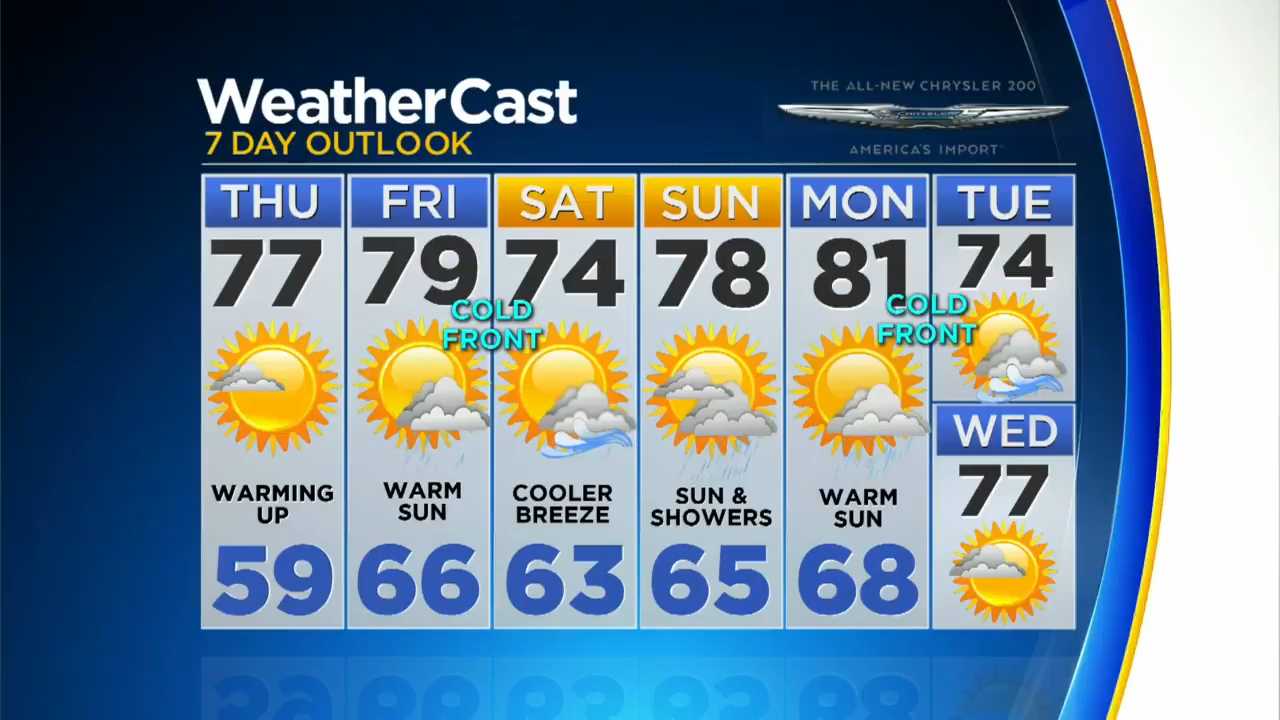 WeatherCast
7 DAY OUTLOOK
THE ALL-NEW CHRYSLER 200
CHRYSLER
AMERICA'S IMPORT™
THU
77
WARMING
UP
59
FRI
79
WARM
SUN
66
COLD
FRONT
SAT
74
COOLER
BREEZE
63
SUN
78
SUN &
SHOWERS
65
MON
81
WARM
SUN
68
COLD
FRONT
TUE
74
WED
77